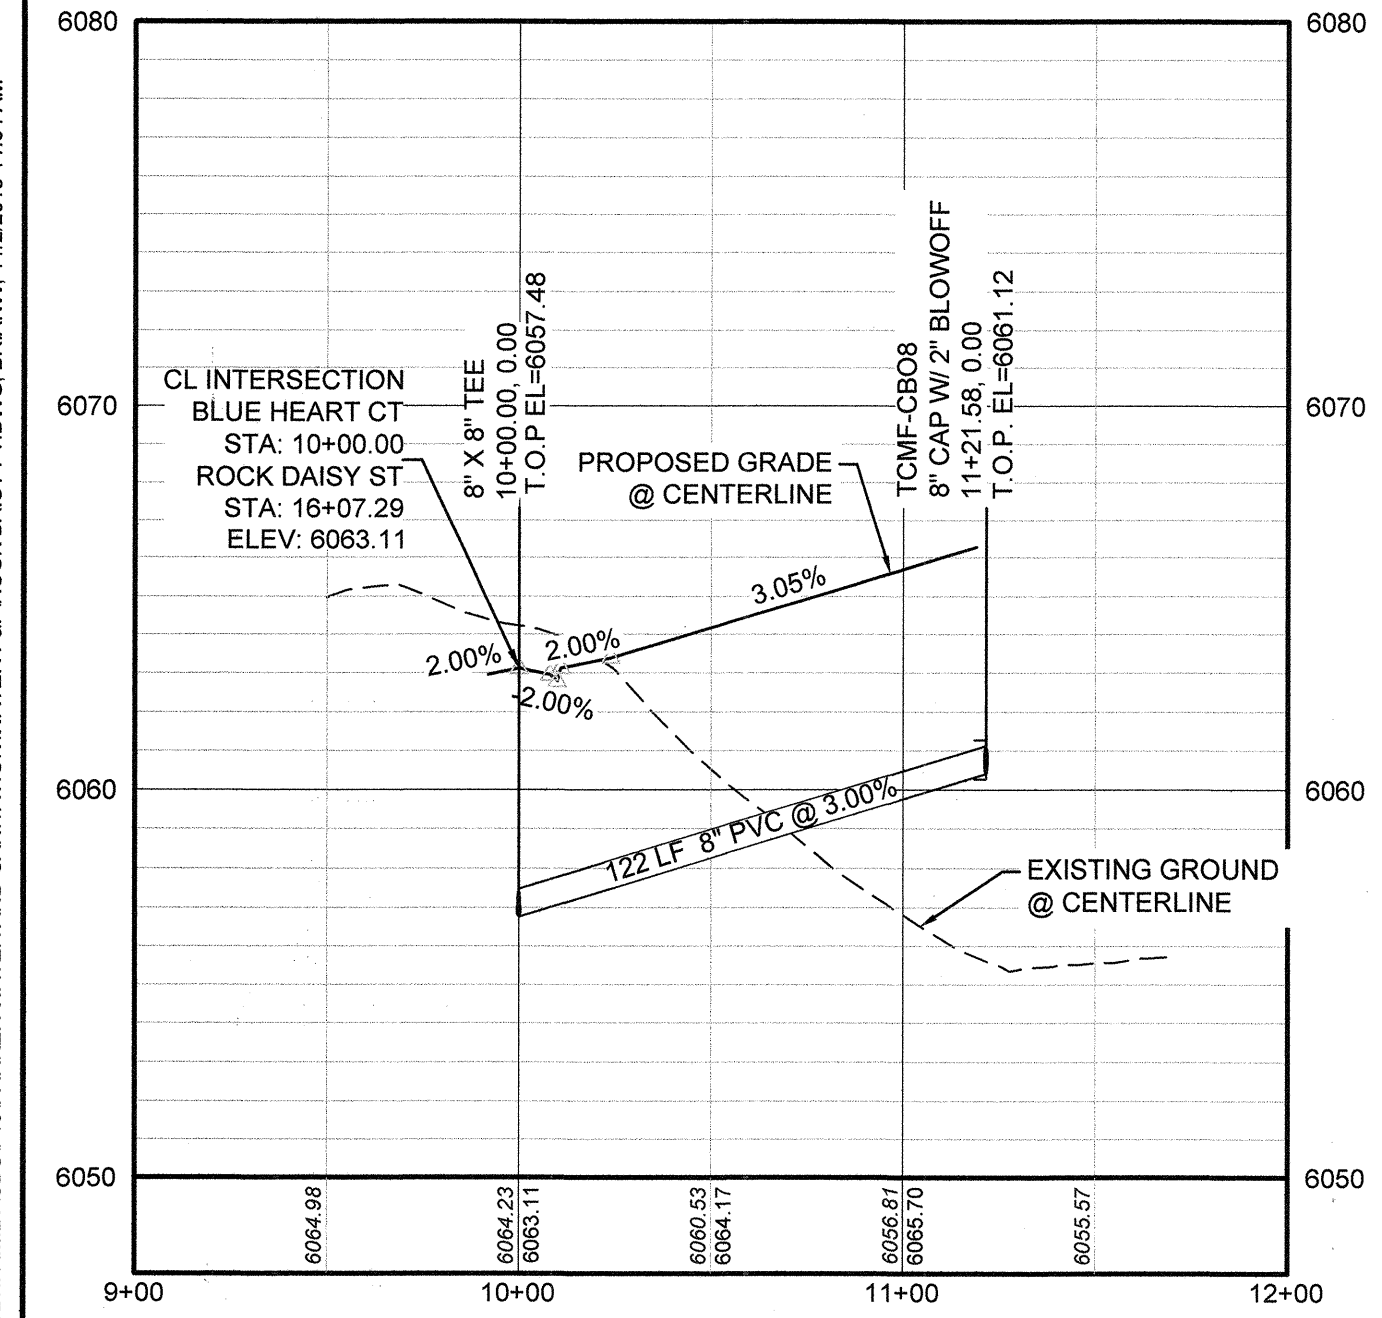 6080
6080
8" X 8" TEE
10+00.00, 0.00
T.O.P EL=6057.48
TCMF-CBO8
8" CAP W/ 2" BLOWOFF
11+21.58, 0.00
T.O.P. EL=6061.12
CL INTERSECTION
BLUE HEART CT
STA: 10+00.00
ROCK DAISY ST
STA: 16+07.29
ELEV: 6063.11
6070
6070
PROPOSED GRADE
@ CENTERLINE
3.05%
2.00%
2.00%
-2.00%
6060
6060
122 LF 8" PVC @ 3.00%
EXISTING GROUND
@ CENTERLINE
6050
6050
6064.98
6064.23
6063.11
6060.53
6064.17
6056.81
6065.70
6055.57
9+00
10+00
11+00
12+00